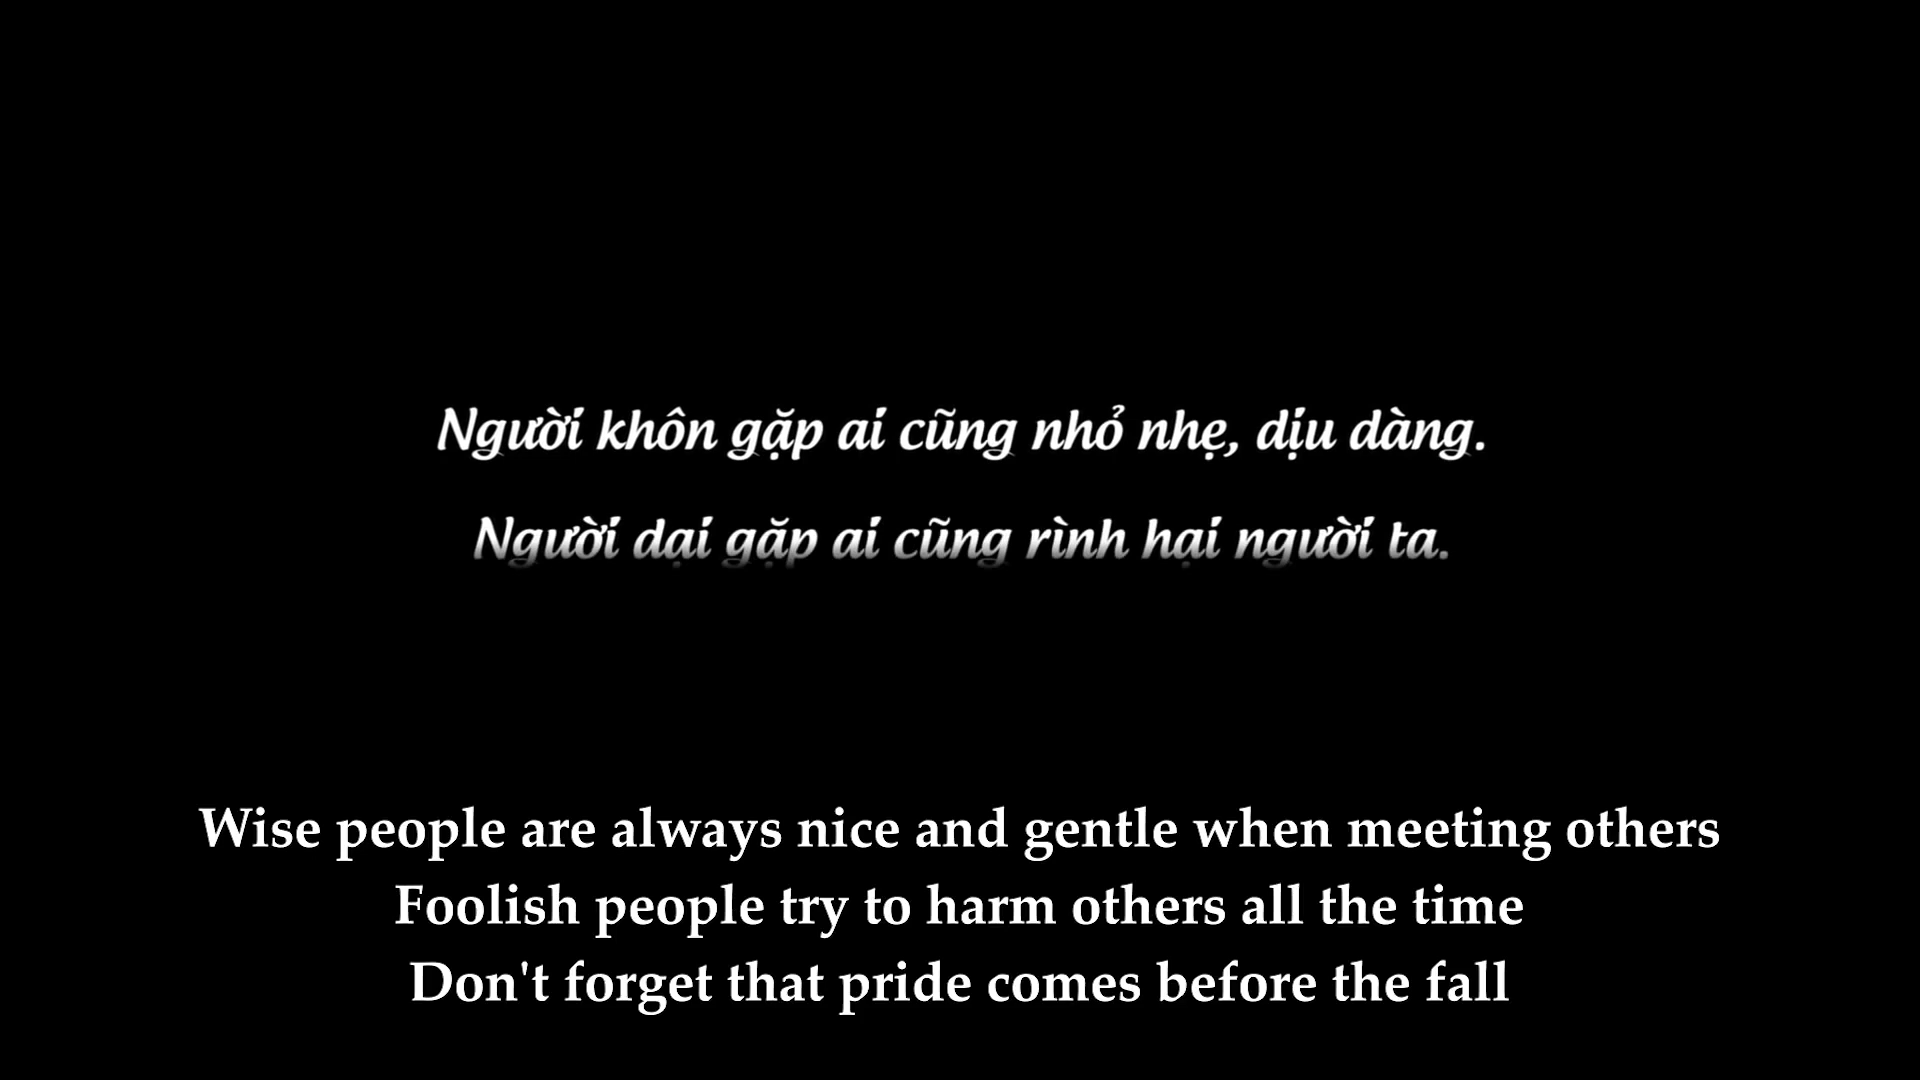 Người khôn gặp ai cũng nhỏ nhẹ, dịu dàng.
Người dại gặp ai cũng rình hại người ta.
Wise people are always nice and gentle when meeting others
Foolish people try to harm others all the time
Don't forget that pride comes before the fall